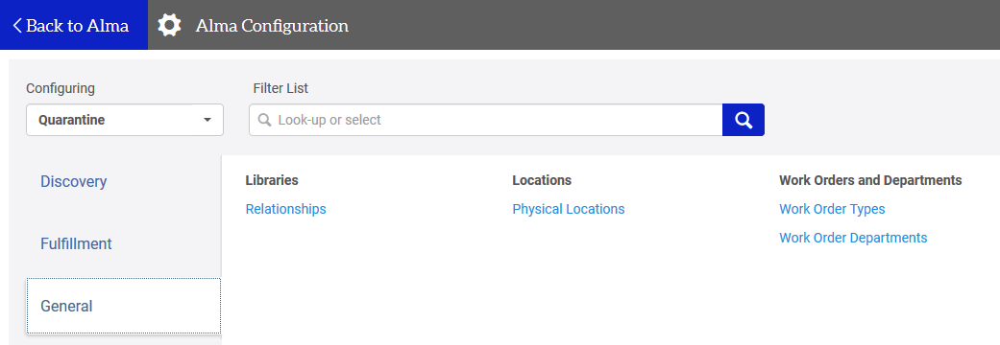 Back to Alma
Alma Configuration
Configuring
Filter List
Quarantine
Look-up or select
Discovery
Fulfillment
General
Libraries
Relationships
Locations
Physical Locations
Work Orders and Departments
Work Order Types
Work Order Departments